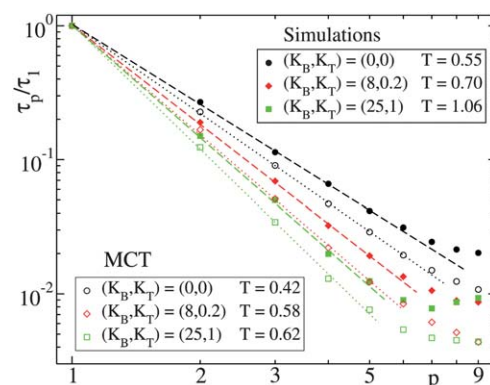 10^0
Simulations
(K_B,K_T) = (0,0) T = 0.55
(K_B,K_T) = (8,0.2) T = 0.70
(K_B,K_T) = (25,1) T = 1.06
τ_p/τ_1
10^-1
MCT
(K_B,K_T) = (0,0) T = 0.42
(K_B,K_T) = (8,0.2) T = 0.58
(K_B,K_T) = (25,1) T = 0.62
10^-2
1 2 3 4 5 p 9